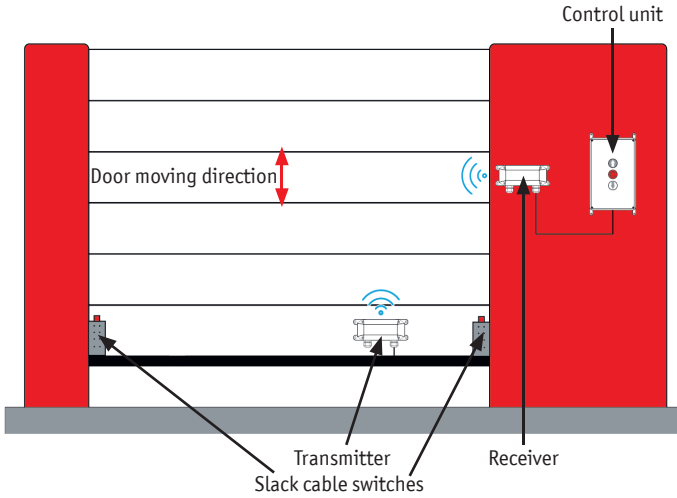 Control unit
Door moving direction
Transmitter
Receiver
Slack cable switches